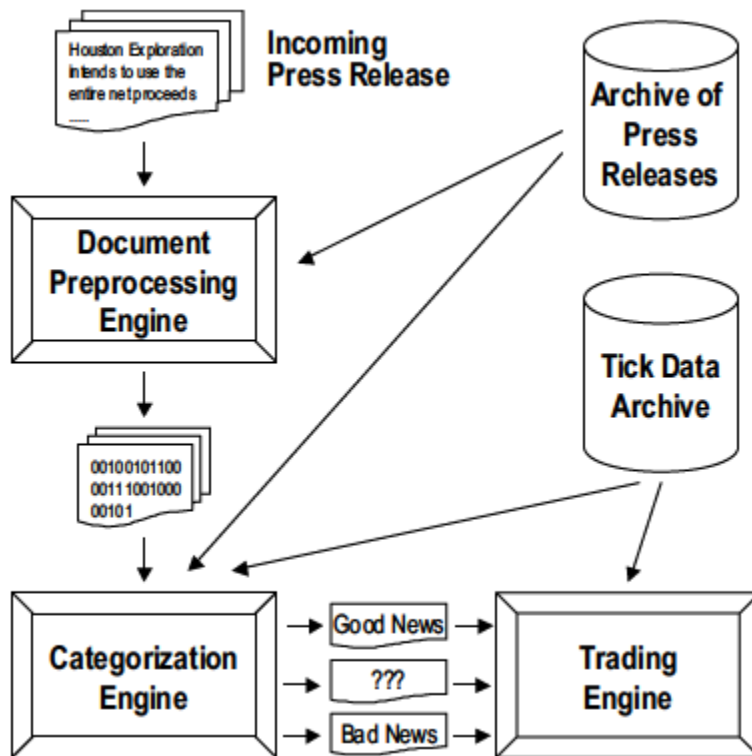 Houston Exploration
intends to use the
entire net proceeds
.....
Incoming
Press Release
Archive of
Press
Releases
Document
Preprocessing
Engine
Tick Data
Archive
00100101100
00111001000
00101
Categorization
Engine
Good News
???
Bad News
Trading
Engine